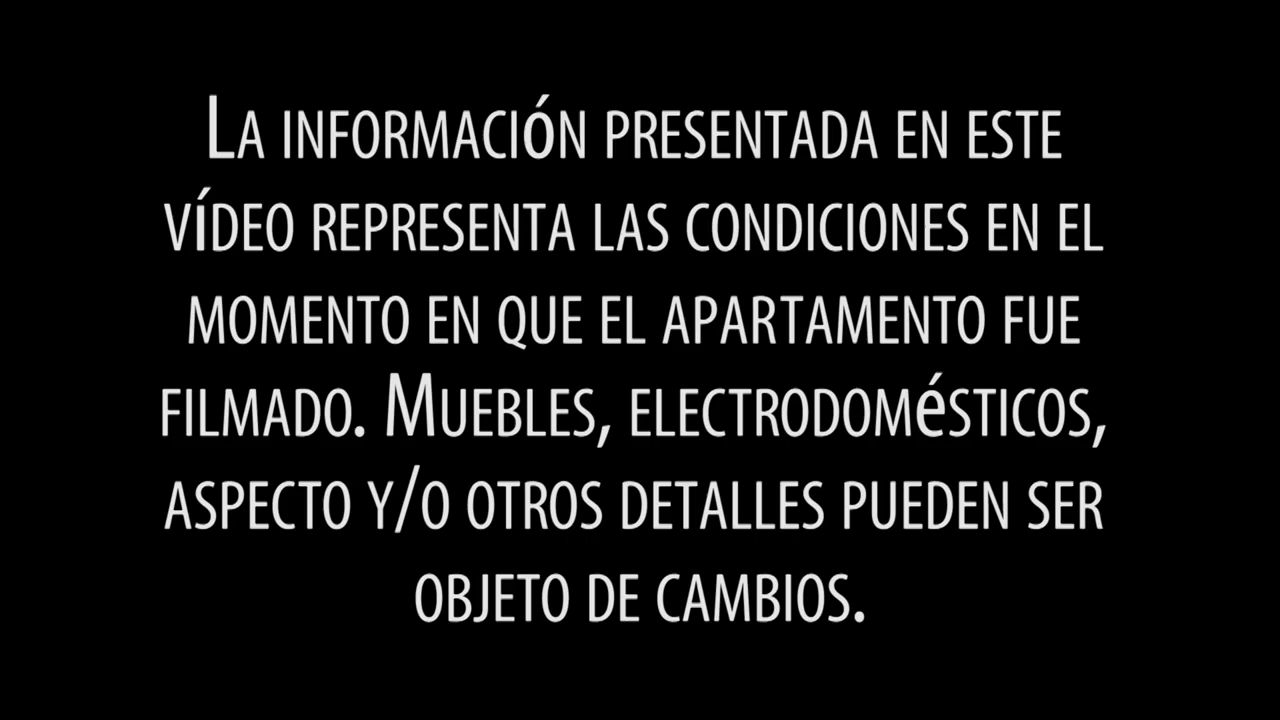 La información presentada en este
vídeo representa las condiciones en el
momento en que el apartamento fue
filmado. Muebles, electrodomésticos,
aspecto y/o otros detalles pueden ser
objeto de cambios.